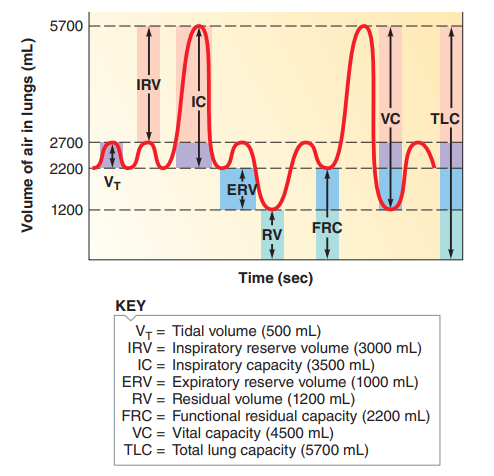 Volume of air in lungs (mL)
5700
2700
2200
1200
IRV
IC
VC
TLC
VT
ERV
RV
FRC
Time (sec)
KEY
VT = Tidal volume (500 mL)
IRV = Inspiratory reserve volume (3000 mL)
IC = Inspiratory capacity (3500 mL)
ERV = Expiratory reserve volume (1000 mL)
RV = Residual volume (1200 mL)
FRC = Functional residual capacity (2200 mL)
VC = Vital capacity (4500 mL)
TLC = Total lung capacity (5700 mL)